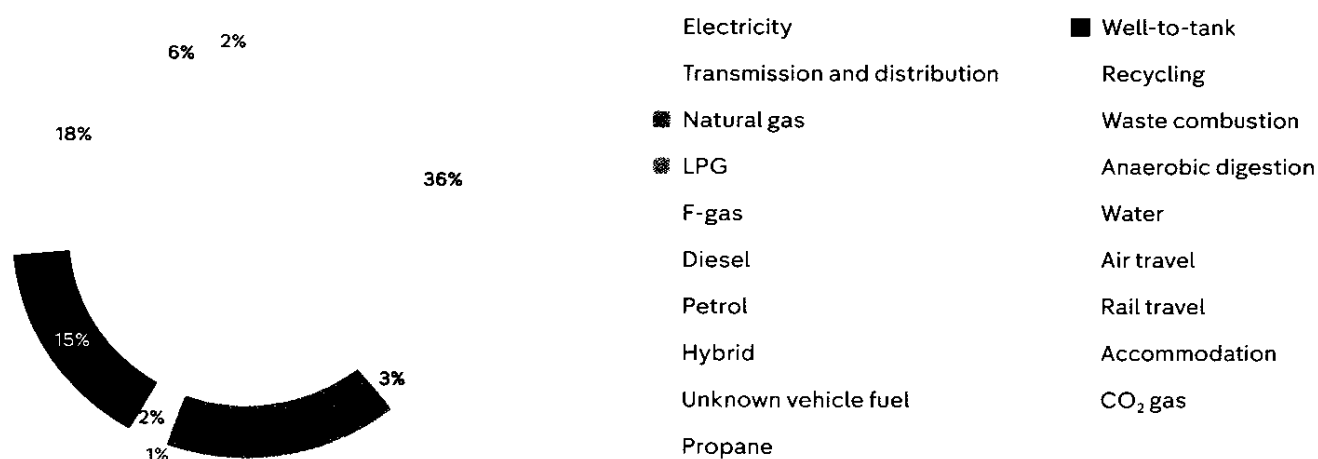 2%
6%
18%
36%
15%
3%
2%
1%
Electricity
Transmission and distribution
Natural gas
LPG
F-gas
Diesel
Petrol
Hybrid
Unknown vehicle fuel
Propane
Well-to-tank
Recycling
Waste combustion
Anaerobic digestion
Water
Air travel
Rail travel
Accommodation
CO₂ gas